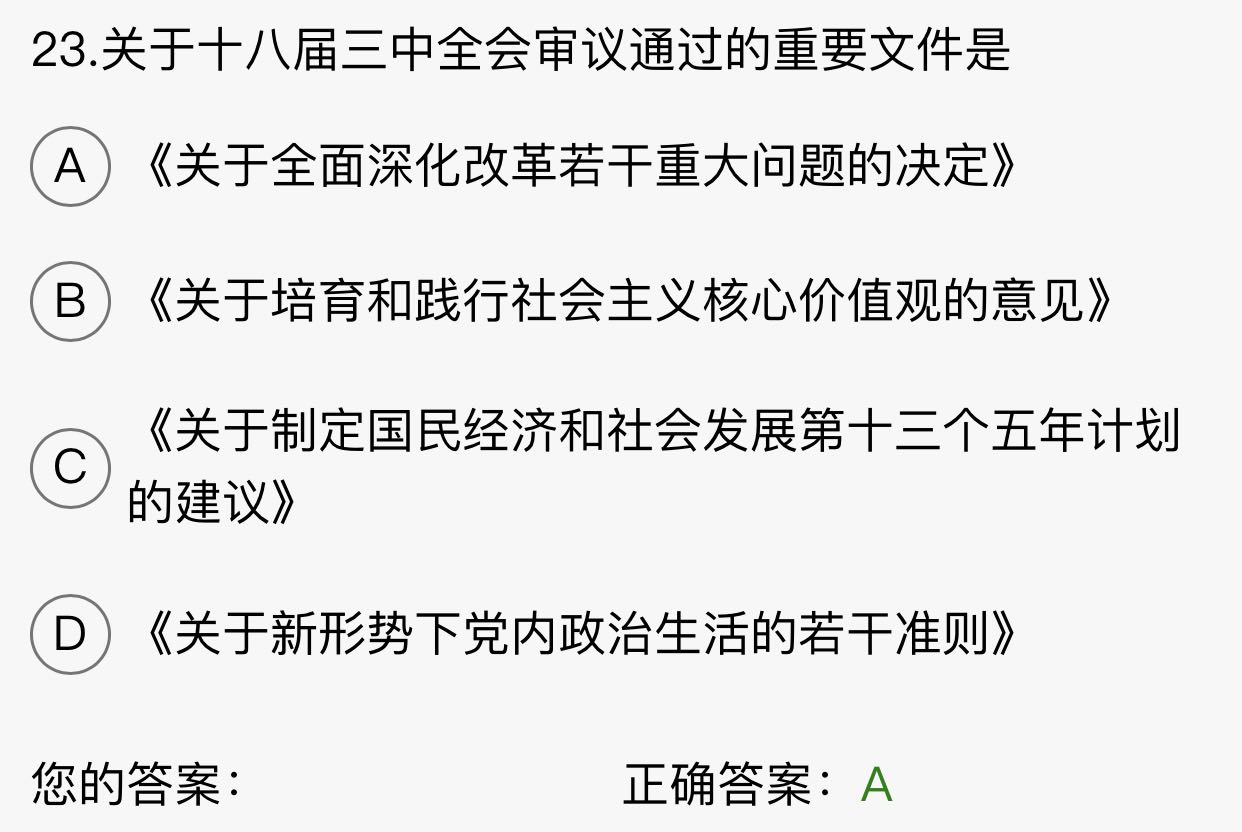 23.关于十八届三中全会审议通过的重要文件是
A 《关于全面深化改革若干重大问题的决定》
B 《关于培育和践行社会主义核心价值观的意见》
C 《关于制定国民经济和社会发展第十三个五年计划
的建议》
D 《关于新形势下党内政治生活的若干准则》
您的答案： 正确答案：A